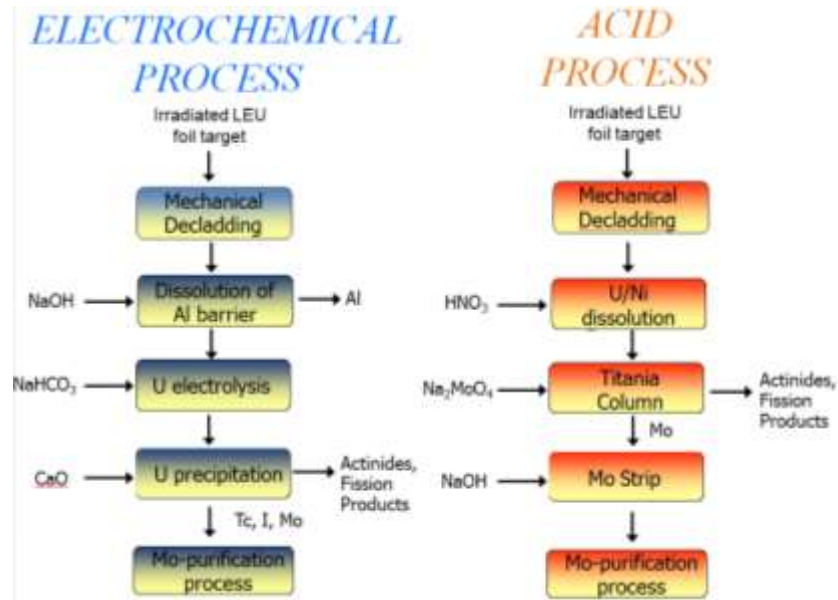 ELECTROCHEMICAL
PROCESS
Irradiated LEU
foil target
Mechanical
Decladding
NaOH
Dissolution of
Al barrier
Al
NaHCO₃
U electrolysis
CaO
U precipitation
Actinides,
Fission
Products
Tc, I, Mo
Mo-purification
process
ACID
PROCESS
Irradiated LEU
foil target
Mechanical
Decladding
HNO₃
U/Ni
dissolution
Na₂MoO₄
Titania
Column
Actinides,
Fission
Products
Mo
NaOH
Mo Strip
Mo-purification
process